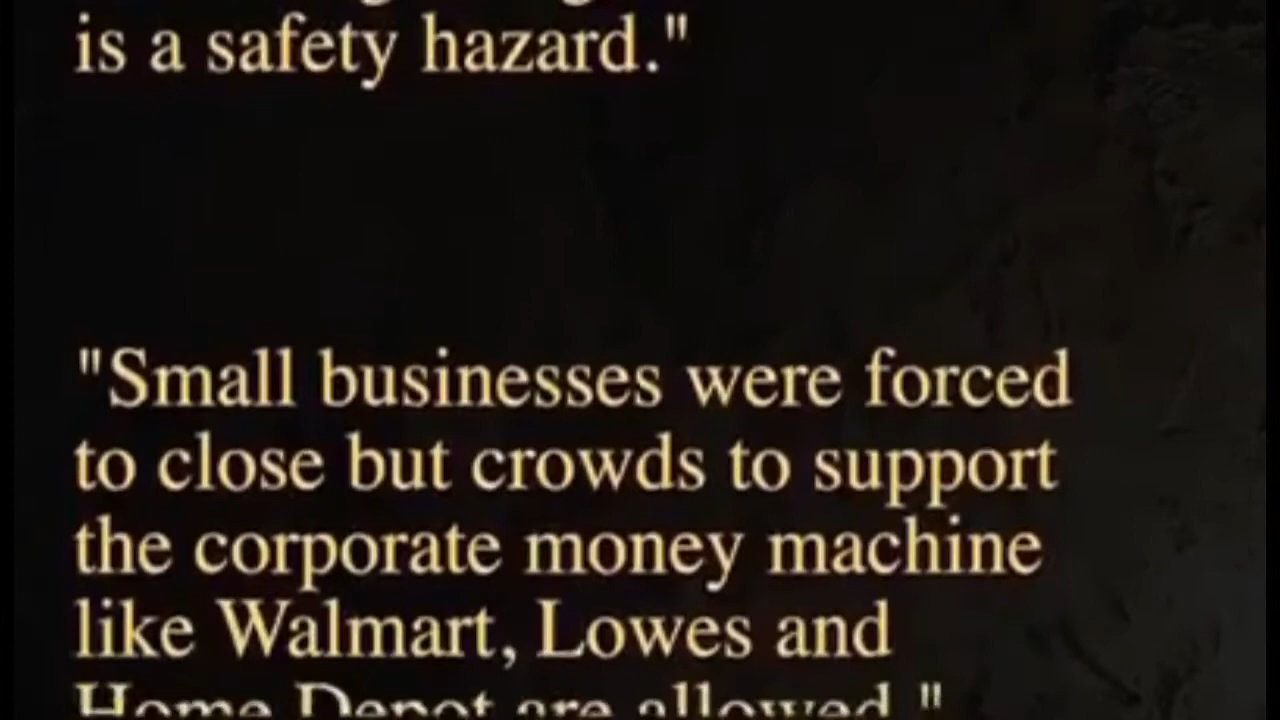 is a safety hazard."
"Small businesses were forced
to close but crowds to support
the corporate money machine
like Walmart, Lowes and
Home Depot are allowed."